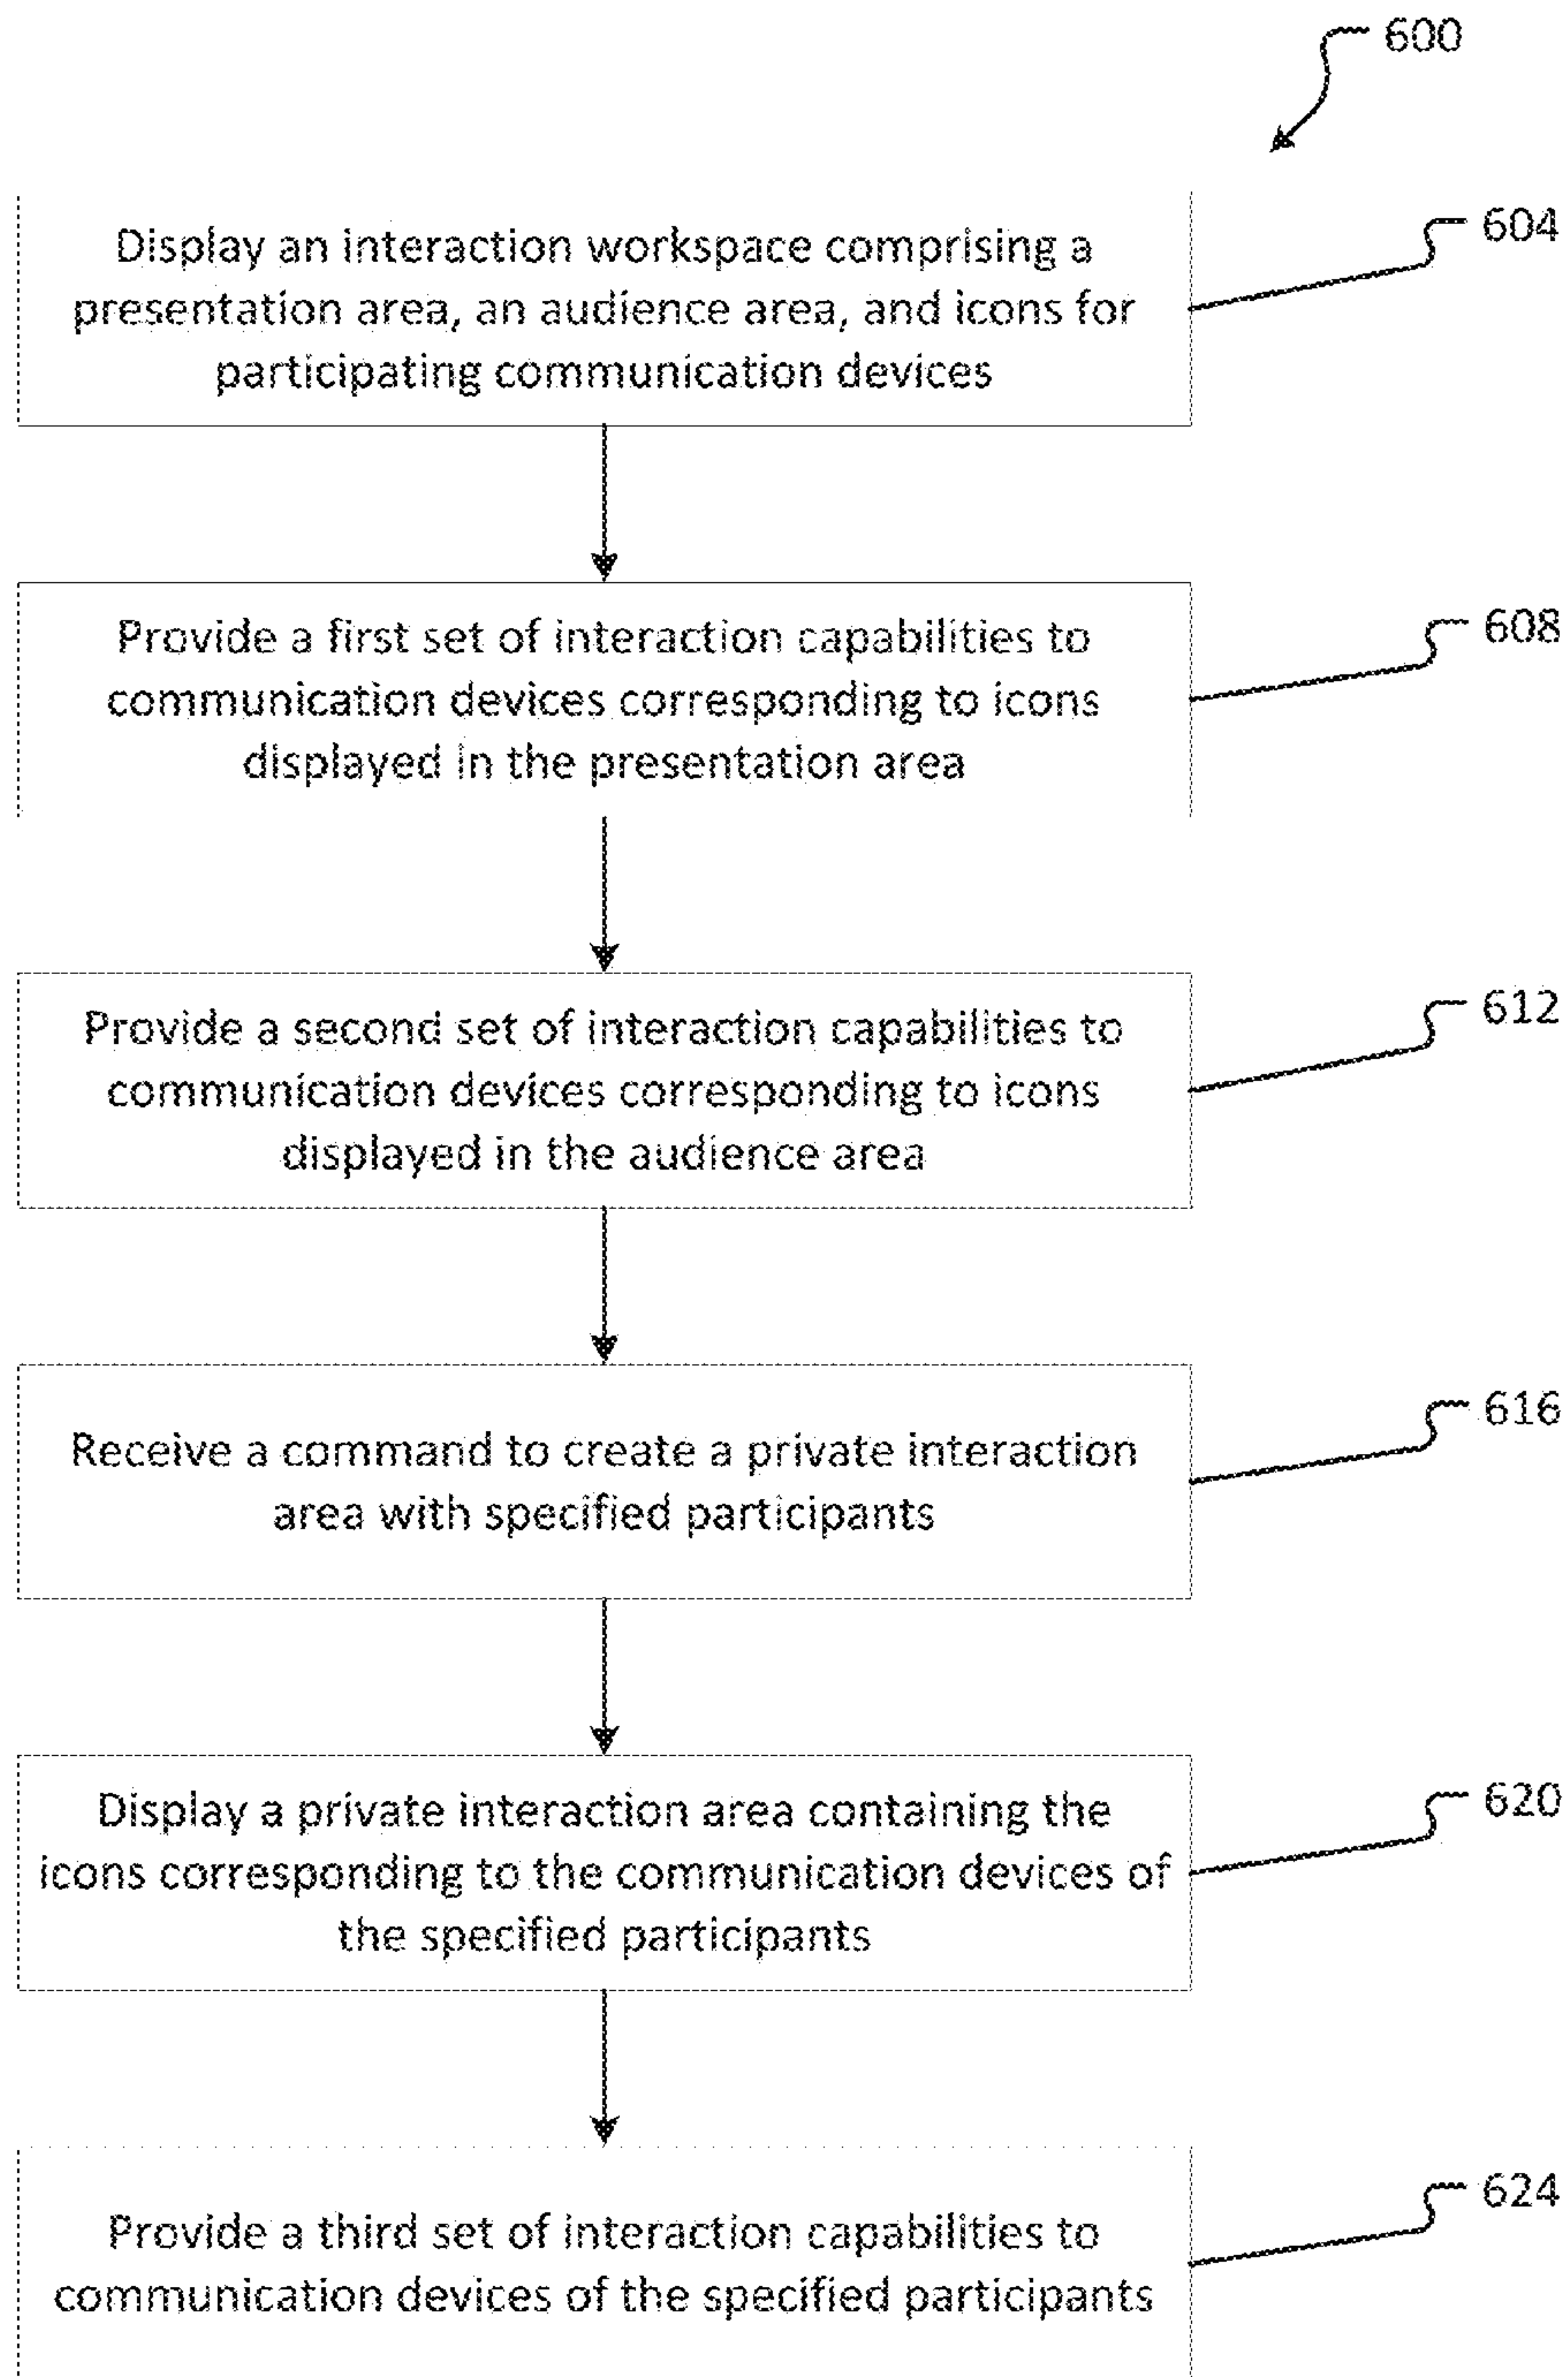 600
Display an interaction workspace comprising a
presentation area, an audience area, and icons for
participating communication devices
604
Provide a first set of interaction capabilities to
communication devices corresponding to icons
displayed in the presentation area
608
Provide a second set of interaction capabilities to
communication devices corresponding to icons
displayed in the audience area
612
Receive a command to create a private interaction
area with specified participants
616
Display a private interaction area containing the
icons corresponding to the communication devices of
the specified participants
620
Provide a third set of interaction capabilities to
communication devices of the specified participants
624